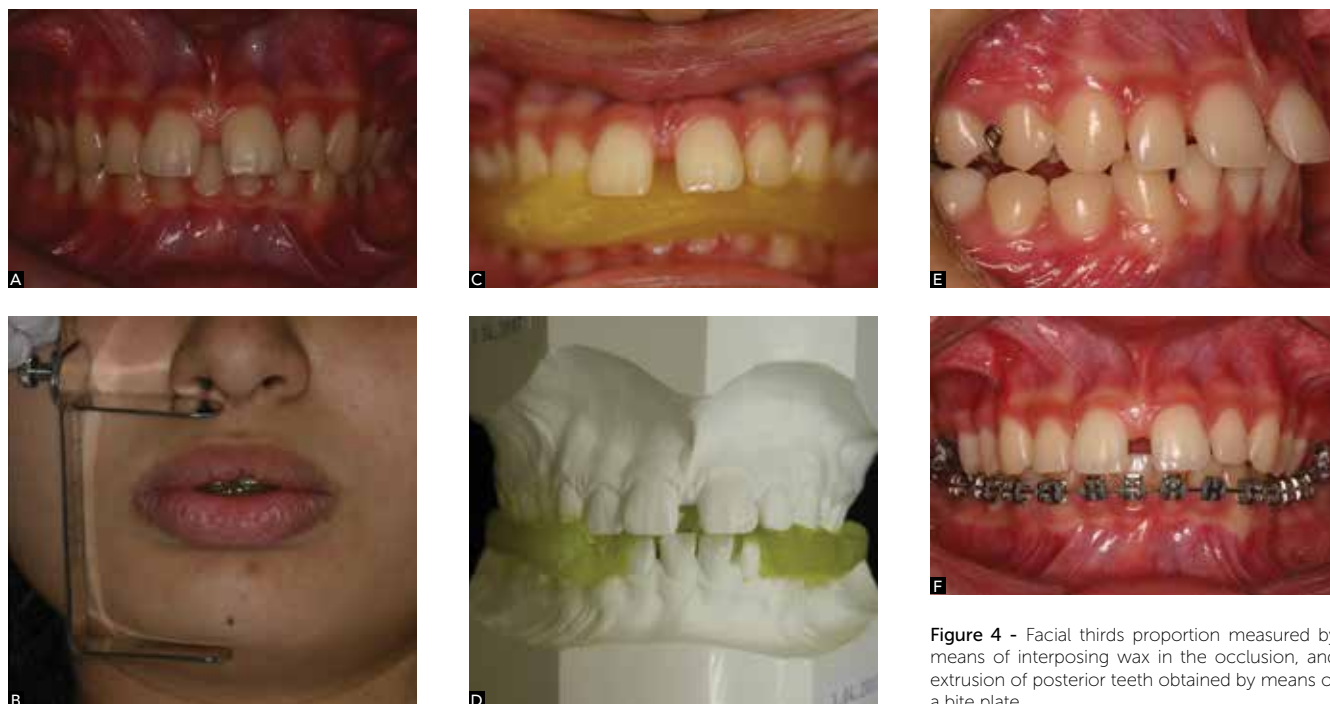 A
C
E
B
D
F
Figure 4 - Facial thirds proportion measured by
means of interposing wax in the occlusion, and
extrusion of posterior teeth obtained by means o
a bite plate